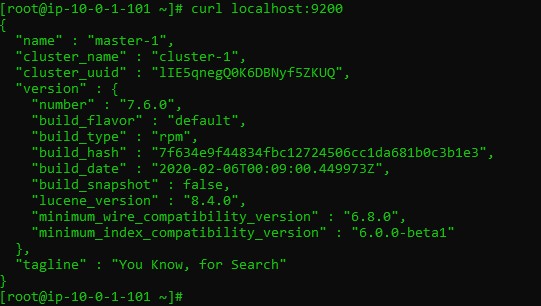 [root@ip-10-0-1-101 ~]# curl localhost:9200
{
  "name" : "master-1",
  "cluster_name" : "cluster-1",
  "cluster_uuid" : "lIE5qnegQ0K6DBNyf5ZKUQ",
  "version" : {
    "number" : "7.6.0",
    "build_flavor" : "default",
    "build_type" : "rpm",
    "build_hash" : "7f634e9f44834fbc12724506cc1da681b0c3b1e3",
    "build_date" : "2020-02-06T00:09:00.449973Z",
    "build_snapshot" : false,
    "lucene_version" : "8.4.0",
    "minimum_wire_compatibility_version" : "6.8.0",
    "minimum_index_compatibility_version" : "6.0.0-beta1"
  },
  "tagline" : "You Know, for Search"
}
[root@ip-10-0-1-101 ~]#